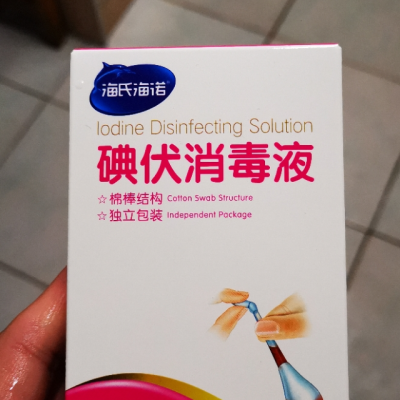 海氏海诺
Iodine Disinfecting Solution
碘伏消毒液
☆棉棒结构 Cotton Swab Structure
☆独立包装 Independent Package